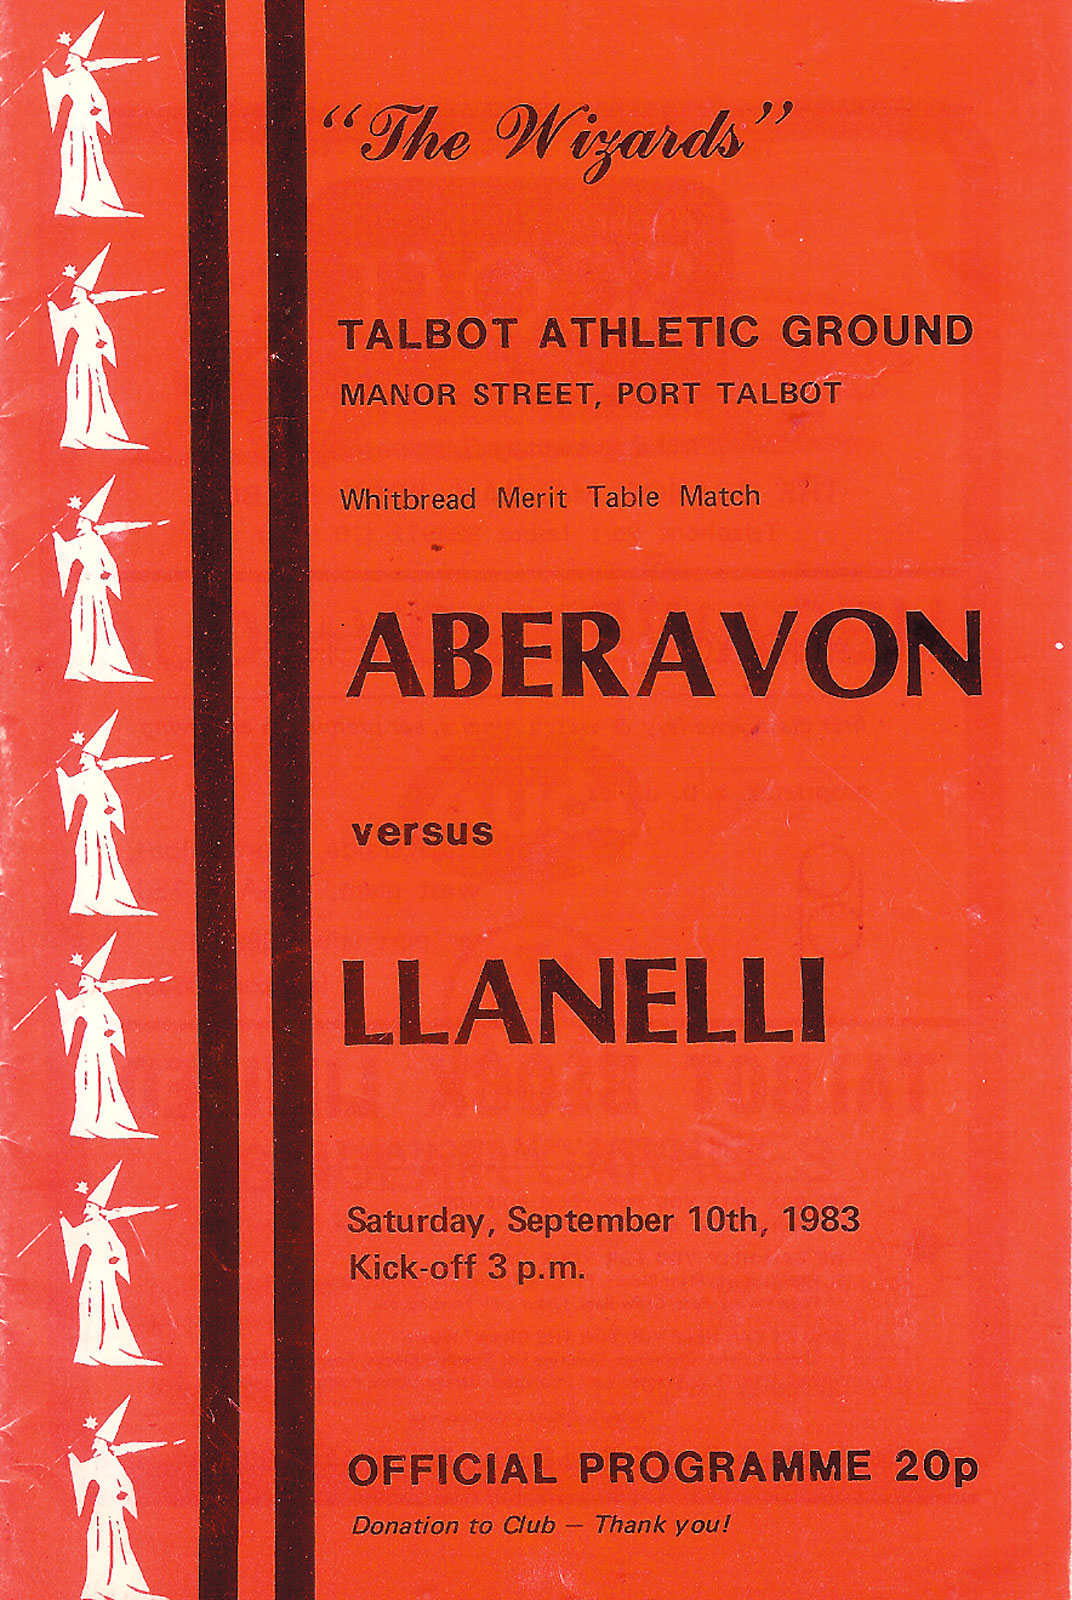 "The Wizards"
TALBOT ATHLETIC GROUND
MANOR STREET, PORT TALBOT
Whitbread Merit Table Match
ABERAVON
versus
LLANELLI
Saturday, September 10th, 1983
Kick-off 3 p.m.
OFFICIAL PROGRAMME 20p
Donation to Club — Thank you!